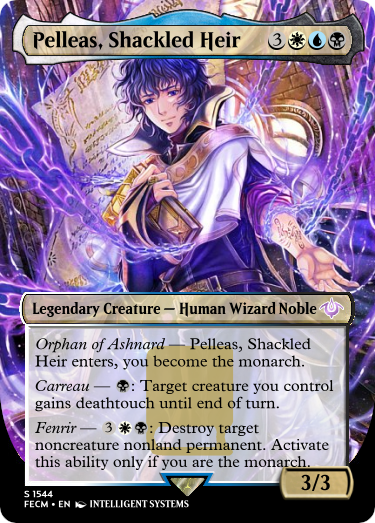 Pelleas, Shackled Heir 3
Legendary Creature — Human Wizard Noble
Orphan of Ashnard — Pelleas, Shackled
Heir enters, you become the monarch.
Carreau — : Target creature you control
gains deathtouch until end of turn.
Fenrir — 3 : Destroy target
noncreature nonland permanent. Activate
this ability only if you are the monarch.
3/3
S 1544
FECM • EN INTELLIGENT SYSTEMS